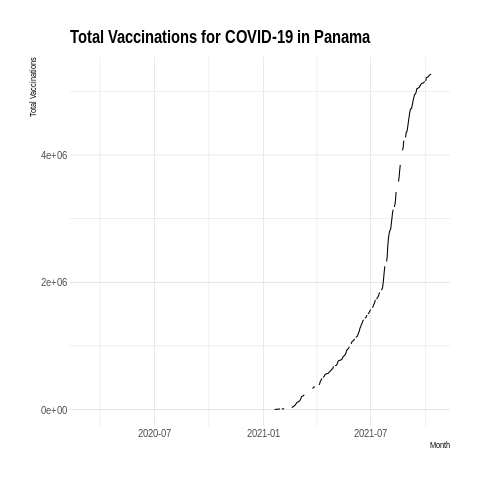 Total Vaccinations for COVID-19 in Panama
Total Vaccinations
4e+06
2e+06
0e+00
2020-07 2021-01 2021-07
Month